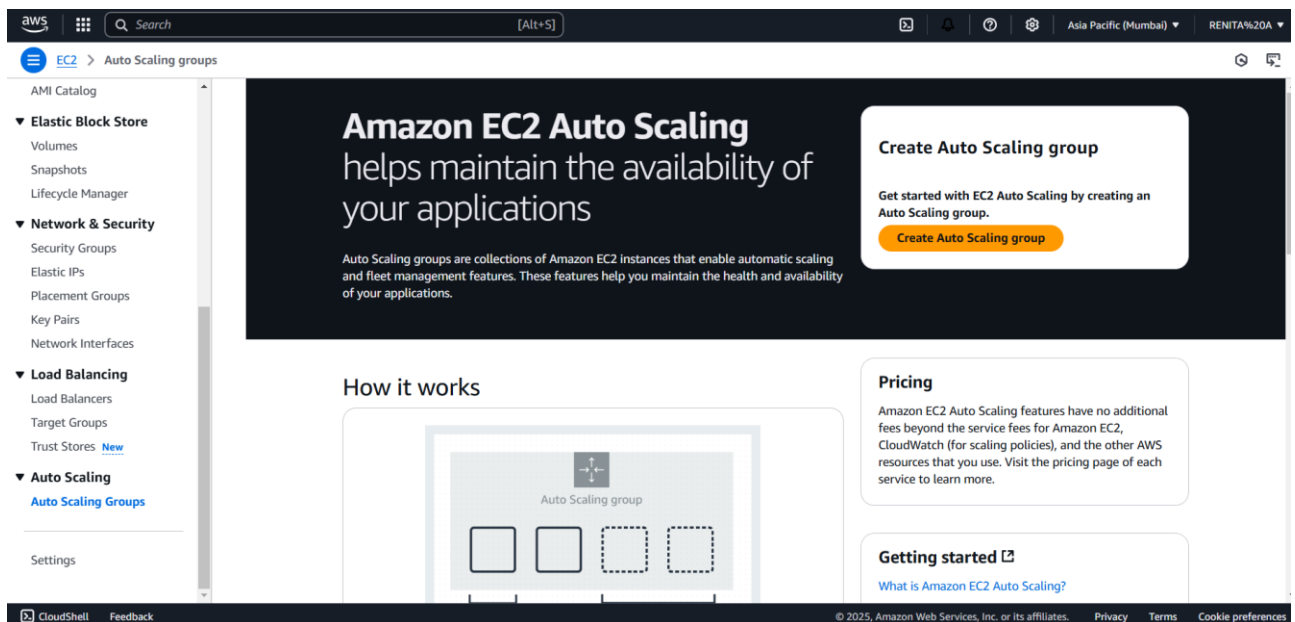 aws
Search
[Alt+S]
Asia Pacific (Mumbai) ▼
RENITA%20A ▼
EC2 > Auto Scaling groups
AMI Catalog
▼ Elastic Block Store
Volumes
Snapshots
Lifecycle Manager
▼ Network & Security
Security Groups
Elastic IPs
Placement Groups
Key Pairs
Network Interfaces
▼ Load Balancing
Load Balancers
Target Groups
Trust Stores New
▼ Auto Scaling
Auto Scaling Groups
Settings
Amazon EC2 Auto Scaling
helps maintain the availability of
your applications
Auto Scaling groups are collections of Amazon EC2 instances that enable automatic scaling
and fleet management features. These features help you maintain the health and availability
of your applications.
Create Auto Scaling group
Get started with EC2 Auto Scaling by creating an
Auto Scaling group.
Create Auto Scaling group
How it works
Auto Scaling group
Pricing
Amazon EC2 Auto Scaling features have no additional
fees beyond the service fees for Amazon EC2,
CloudWatch (for scaling policies), and the other AWS
resources that you use. Visit the pricing page of each
service to learn more.
Getting started
What is Amazon EC2 Auto Scaling?
CloudShell
Feedback
© 2025, Amazon Web Services, Inc. or its affiliates.
Privacy
Terms
Cookie preferences